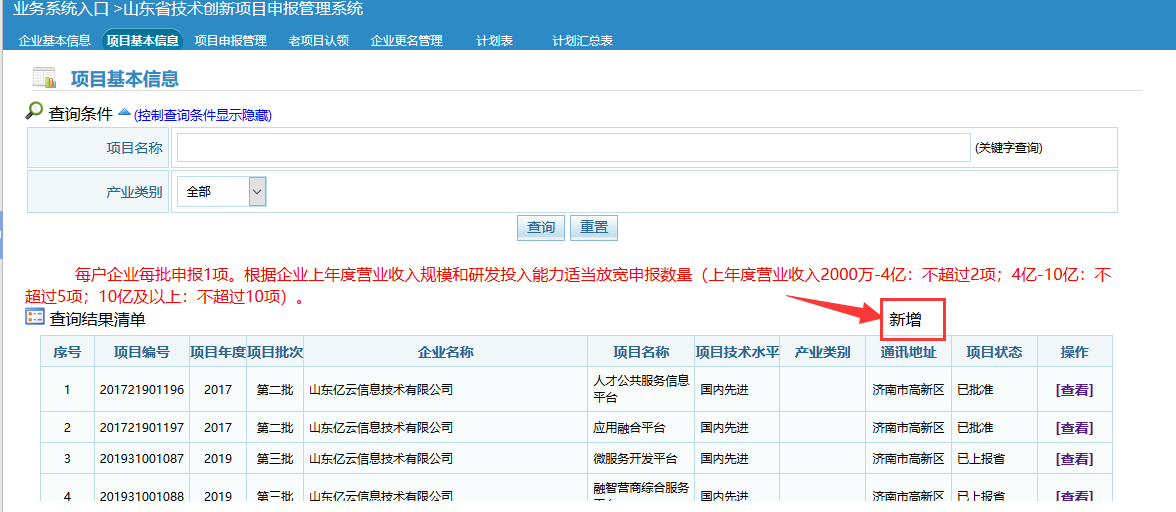 业务系统入口 >山东省技术创新项目申报管理系统
企业基本信息 项目基本信息 项目申报管理 老项目认领 企业更名管理 计划表 计划汇总表
项目基本信息
查询条件 (控制查询条件显示隐藏)
项目名称 (关键字查询)
产业类别 全部
查询 重置
每户企业每批申报1项。根据企业上年度营业收入规模和研发投入能力适当放宽申报数量（上年度营业收入2000万-4亿：不超过2项；4亿-10亿：不
超过5项；10亿及以上：不超过10项）。
查询结果清单 新增
序号 项目编号 项目年度 项目批次 企业名称 项目名称 项目技术水平 产业类别 通讯地址 项目状态 操作
1 201721901196 2017 第二批 山东亿云信息技术有限公司 人才公共服务信息平台 国内先进 济南市高新区 已批准 [查看]
2 201721901197 2017 第二批 山东亿云信息技术有限公司 应用融合平台 国内先进 济南市高新区 已批准 [查看]
3 201931001087 2019 第三批 山东亿云信息技术有限公司 微服务开发平台 国内先进 济南市高新区 已上报省 [查看]
4 201931001088 2019 第三批 山东亿云信息技术有限公司 融智营商综合服务 国内先进 济南市高新区 已上报省 [查看]